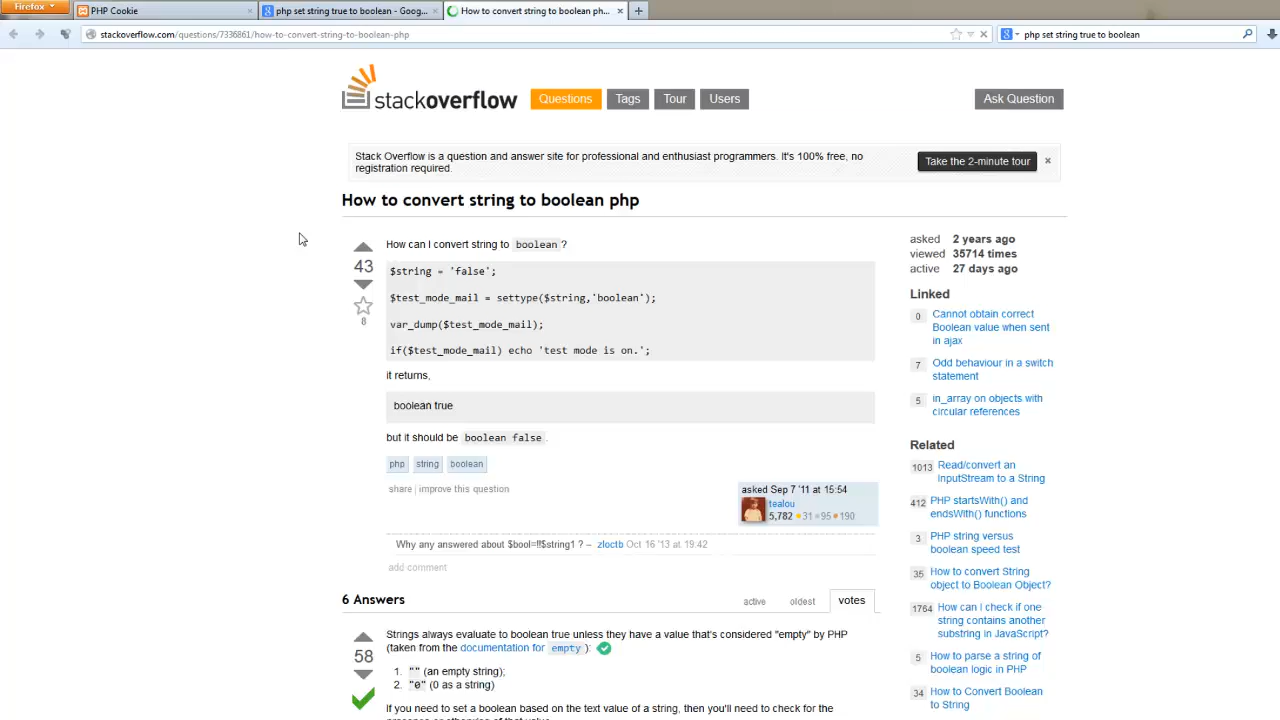 Firefox
PHP Cookie
php set string true to boolean - Goog...
How to convert string to boolean ph...
stackoverflow.com/questions/7336861/how-to-convert-string-to-boolean-php
php set string true to boolean
stackoverflow
Questions
Tags
Tour
Users
Ask Question
Stack Overflow is a question and answer site for professional and enthusiast programmers. It's 100% free, no
registration required.
Take the 2-minute tour
×
How to convert string to boolean php
43
8
How can I convert string to boolean ?
$string = 'false';
$test_mode_mail = settype($string,'boolean');
var_dump($test_mode_mail);
if($test_mode_mail) echo 'test mode is on.';
it returns,
boolean true
but it should be boolean false.
php string boolean
share | improve this question
asked Sep 7 '11 at 15:54
tealou
5,782 31 95 190
Why any answered about $bool=!!$string1 ? – zloctb Oct 16 '13 at 19:42
add comment
6 Answers
active oldest votes
58
Strings always evaluate to boolean true unless they have a value that's considered "empty" by PHP
(taken from the documentation for empty ):
1. "" (an empty string);
2. "0" (0 as a string)
If you need to set a boolean based on the text value of a string, then you'll need to check for the
presence or otherwise of that value.
asked 2 years ago
viewed 35714 times
active 27 days ago
Linked
0 Cannot obtain correct
Boolean value when sent
in ajax
7 Odd behaviour in a switch
statement
5 in_array on objects with
circular references
Related
1013 Read/convert an
InputStream to a String
412 PHP startsWith() and
endsWith() functions
3 PHP string versus
boolean speed test
35 How to convert String
object to Boolean Object?
1764 How can I check if one
string contains another
substring in JavaScript?
5 How to parse a string of
boolean logic in PHP
34 How to Convert Boolean
to String